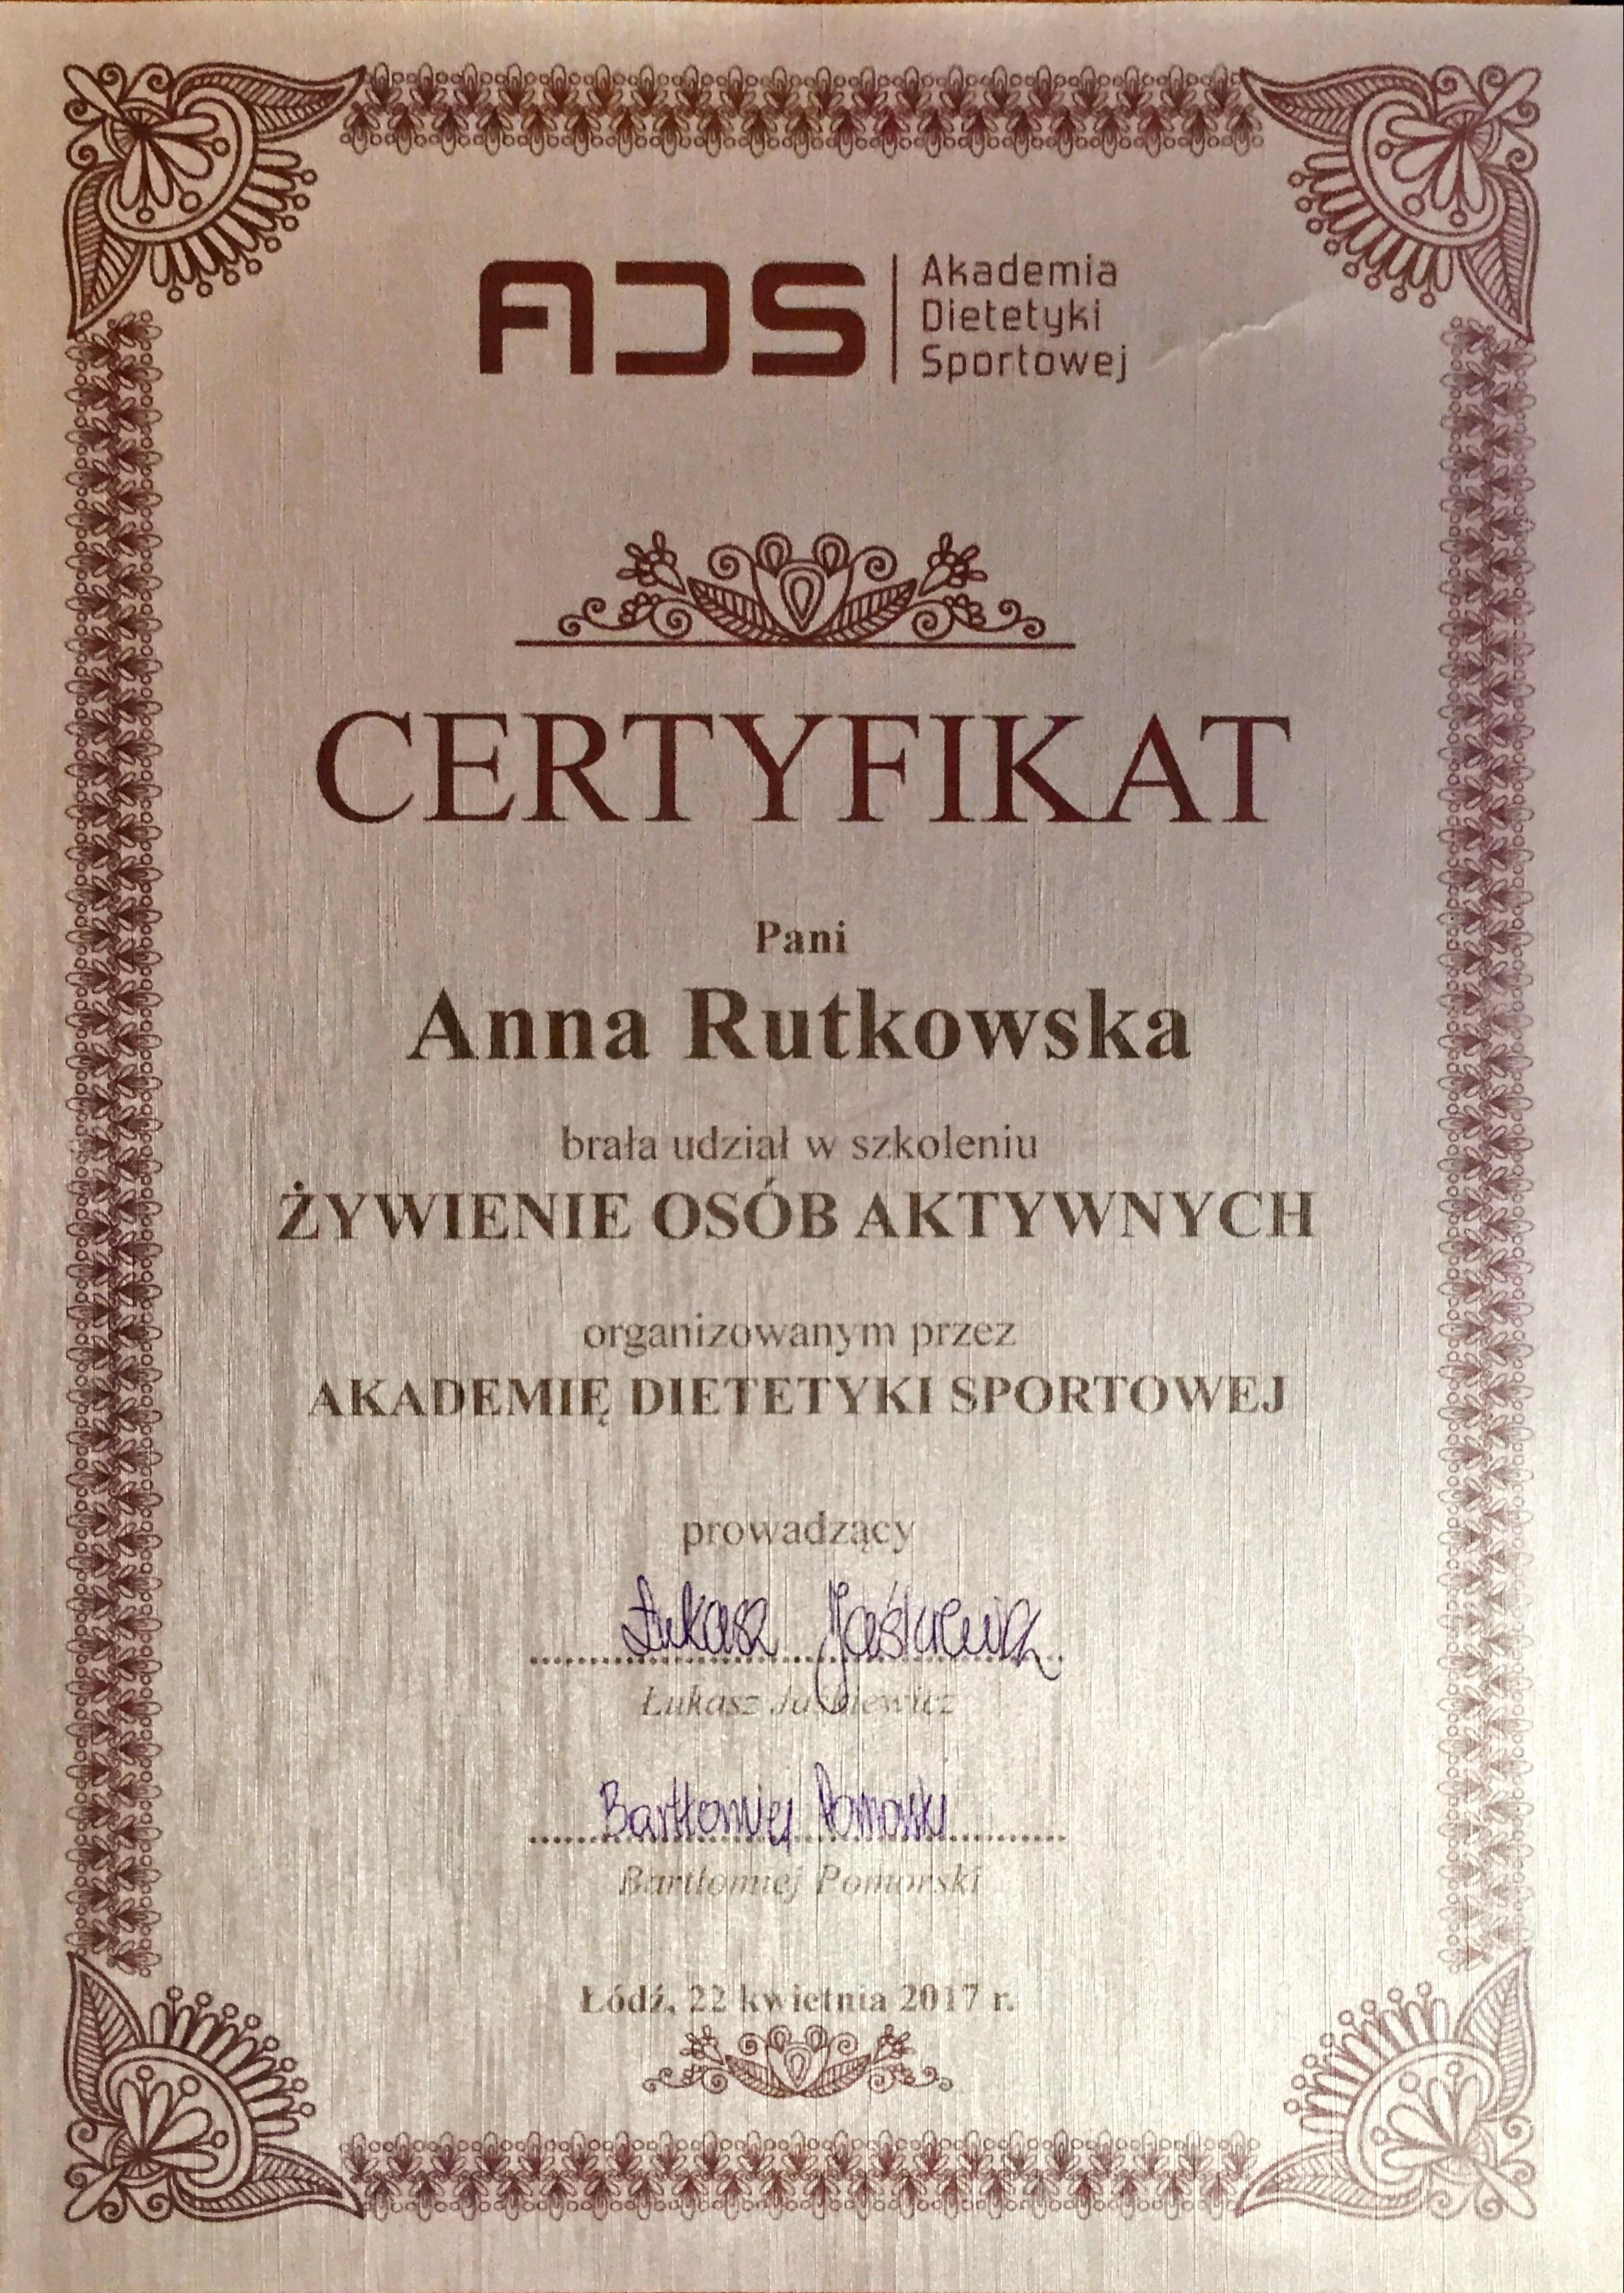 ADS
Akademia
Dietetyki
Sportowej
CERTYFIKAT
Pani
Anna Rutkowska
brała udział w szkoleniu
ŻYWIENIE OSÓB AKTYWNYCH
organizowanym przez
AKADEMIĘ DIETETYKI SPORTOWEJ
prowadzący
Łukasz Jaśkiewicz
Łukasz Jaśkiewicz
Bartłomiej Pomorski
Bartłomiej Pomorski
Łódź, 22 kwietnia 2017 r.